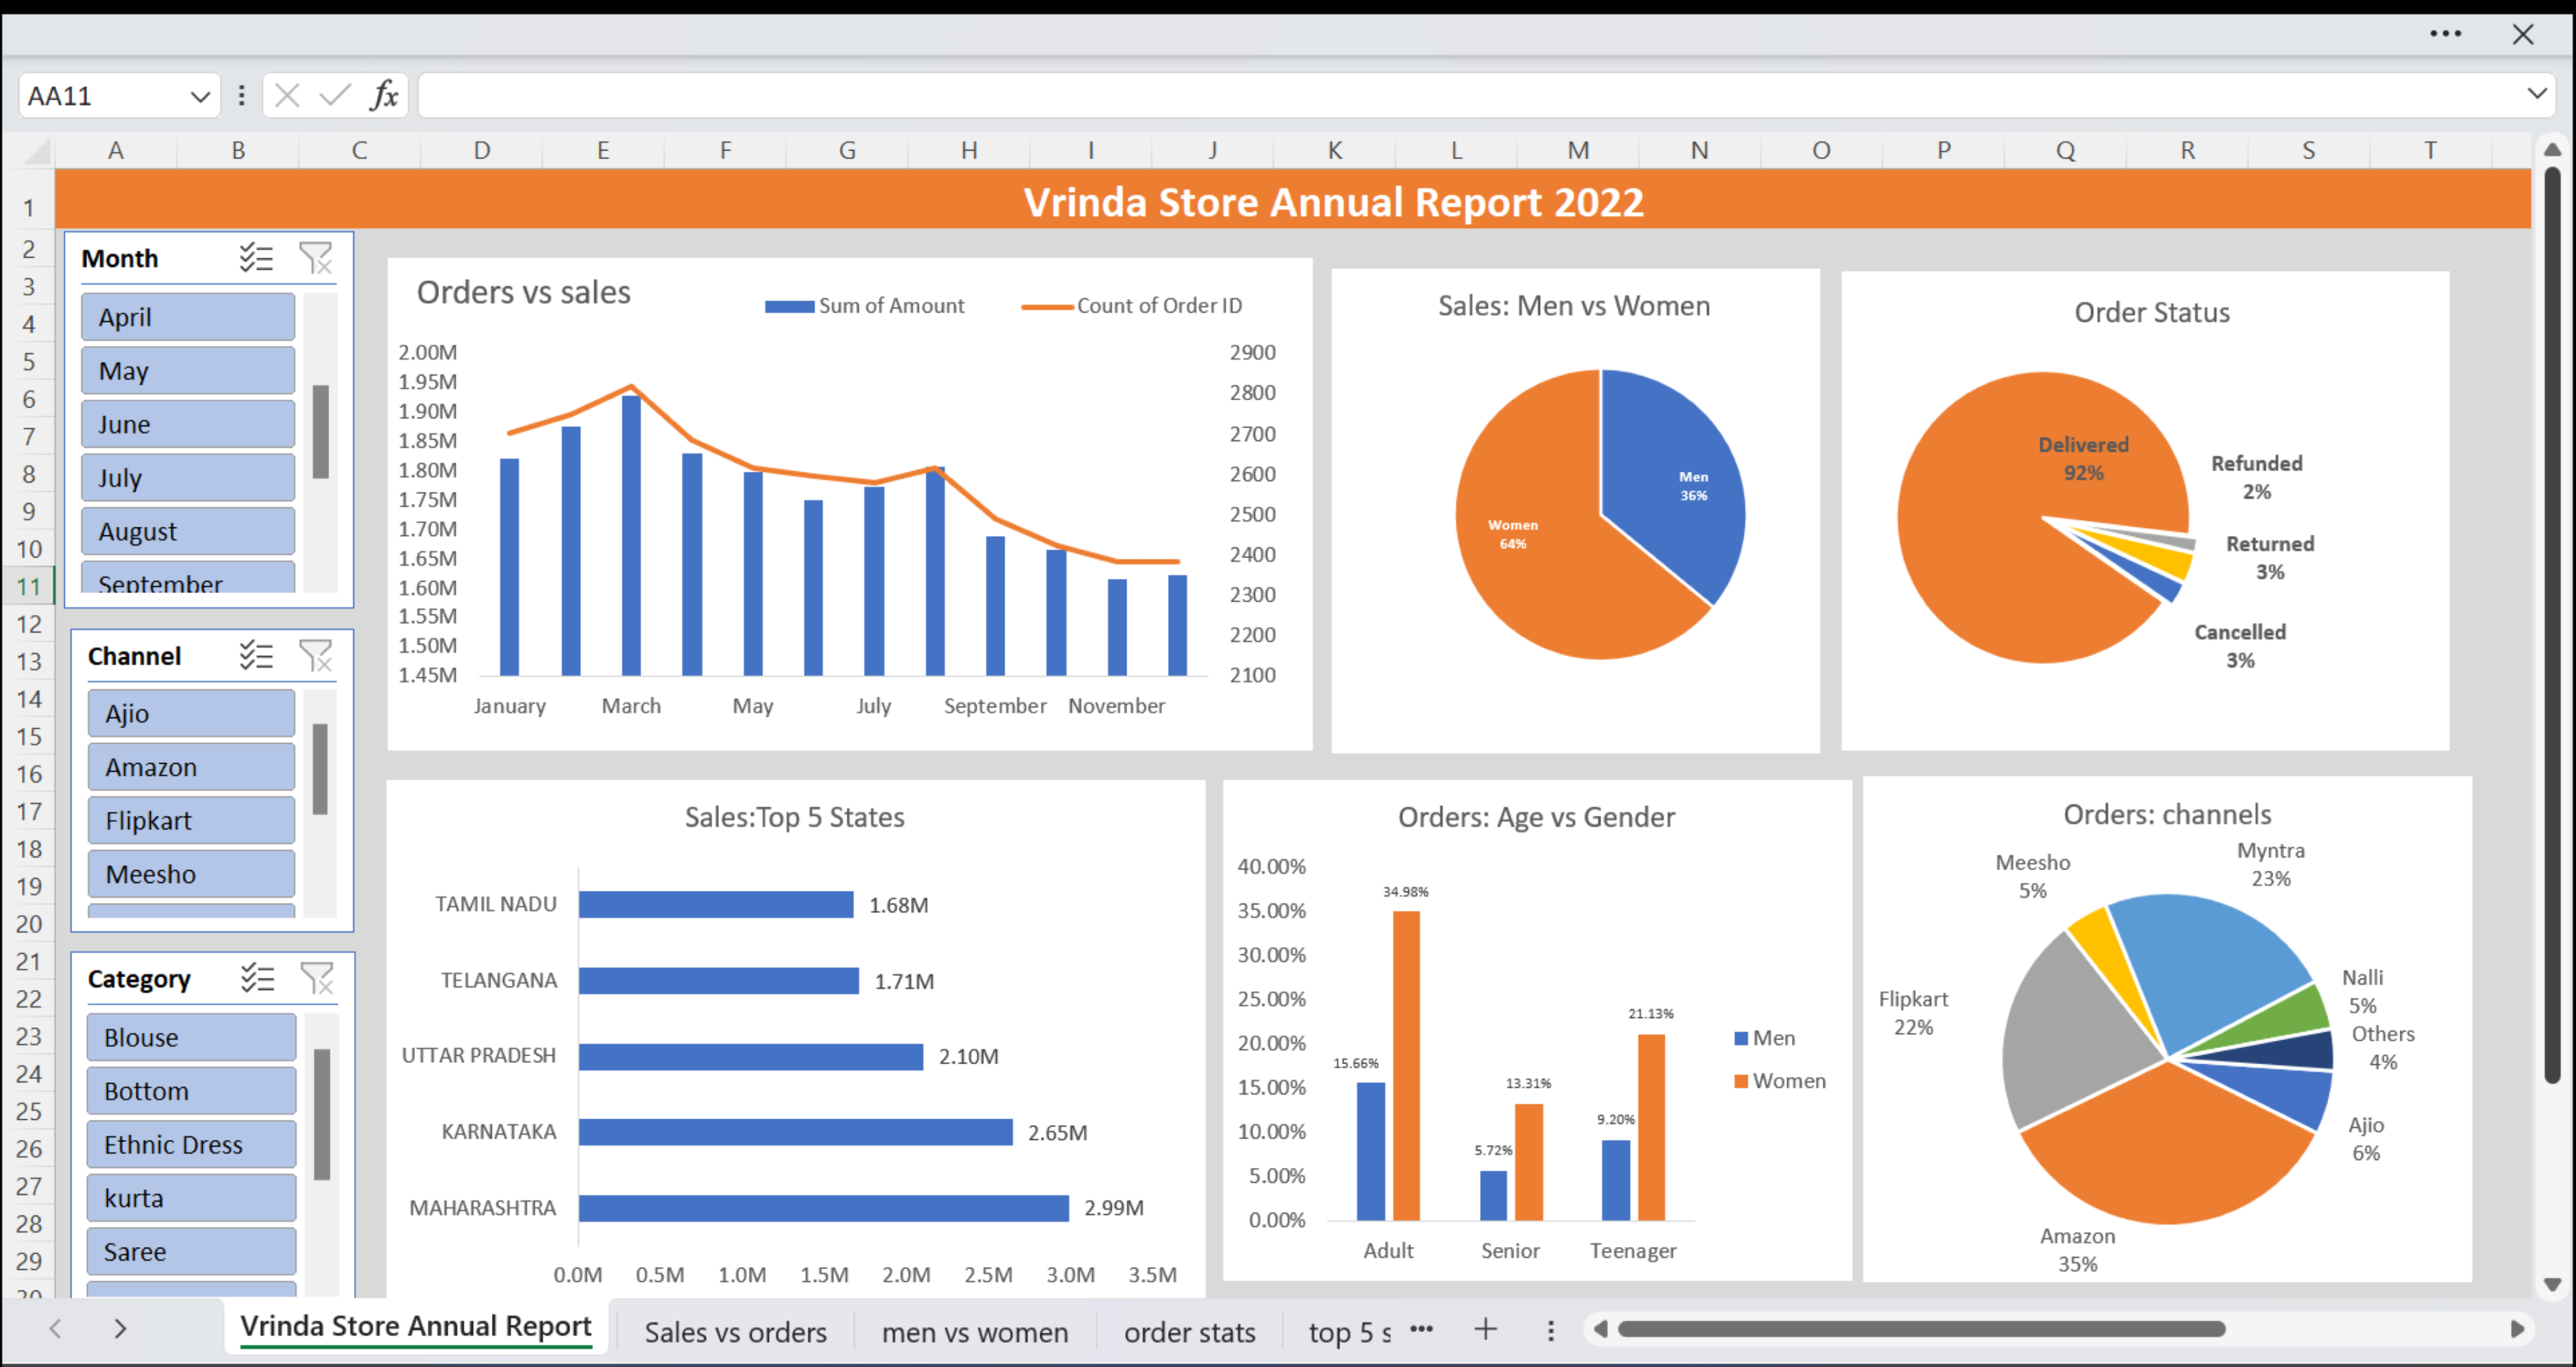 AA11
fx
A B C D E F G H I J K L M N O P Q R S T
1
Vrinda Store Annual Report 2022
2
3
4
5
6
7
8
9
10
11
12
13
14
15
16
17
18
19
20
21
22
23
24
25
26
27
28
29
30
Month
April
May
June
July
August
September
Channel
Ajio
Amazon
Flipkart
Meesho
Category
Blouse
Bottom
Ethnic Dress
kurta
Saree
Orders vs sales
Sum of Amount
Count of Order ID
2.00M
1.95M
1.90M
1.85M
1.80M
1.75M
1.70M
1.65M
1.60M
1.55M
1.50M
1.45M
2900
2800
2700
2600
2500
2400
2300
2200
2100
January March May July September November
Sales: Men vs Women
Men
36%
Women
64%
Order Status
Delivered
92%
Refunded
2%
Returned
3%
Cancelled
3%
Sales:Top 5 States
TAMIL NADU 1.68M
TELANGANA 1.71M
UTTAR PRADESH 2.10M
KARNATAKA 2.65M
MAHARASHTRA 2.99M
0.0M 0.5M 1.0M 1.5M 2.0M 2.5M 3.0M 3.5M
Orders: Age vs Gender
40.00%
35.00%
30.00%
25.00%
20.00%
15.00%
10.00%
5.00%
0.00%
15.66%
34.98%
5.72%
13.31%
9.20%
21.13%
Adult Senior Teenager
Men
Women
Orders: channels
Myntra
23%
Meesho
5%
Nalli
5%
Others
4%
Flipkart
22%
Ajio
6%
Amazon
35%
Vrinda Store Annual Report Sales vs orders men vs women order stats top 5 s